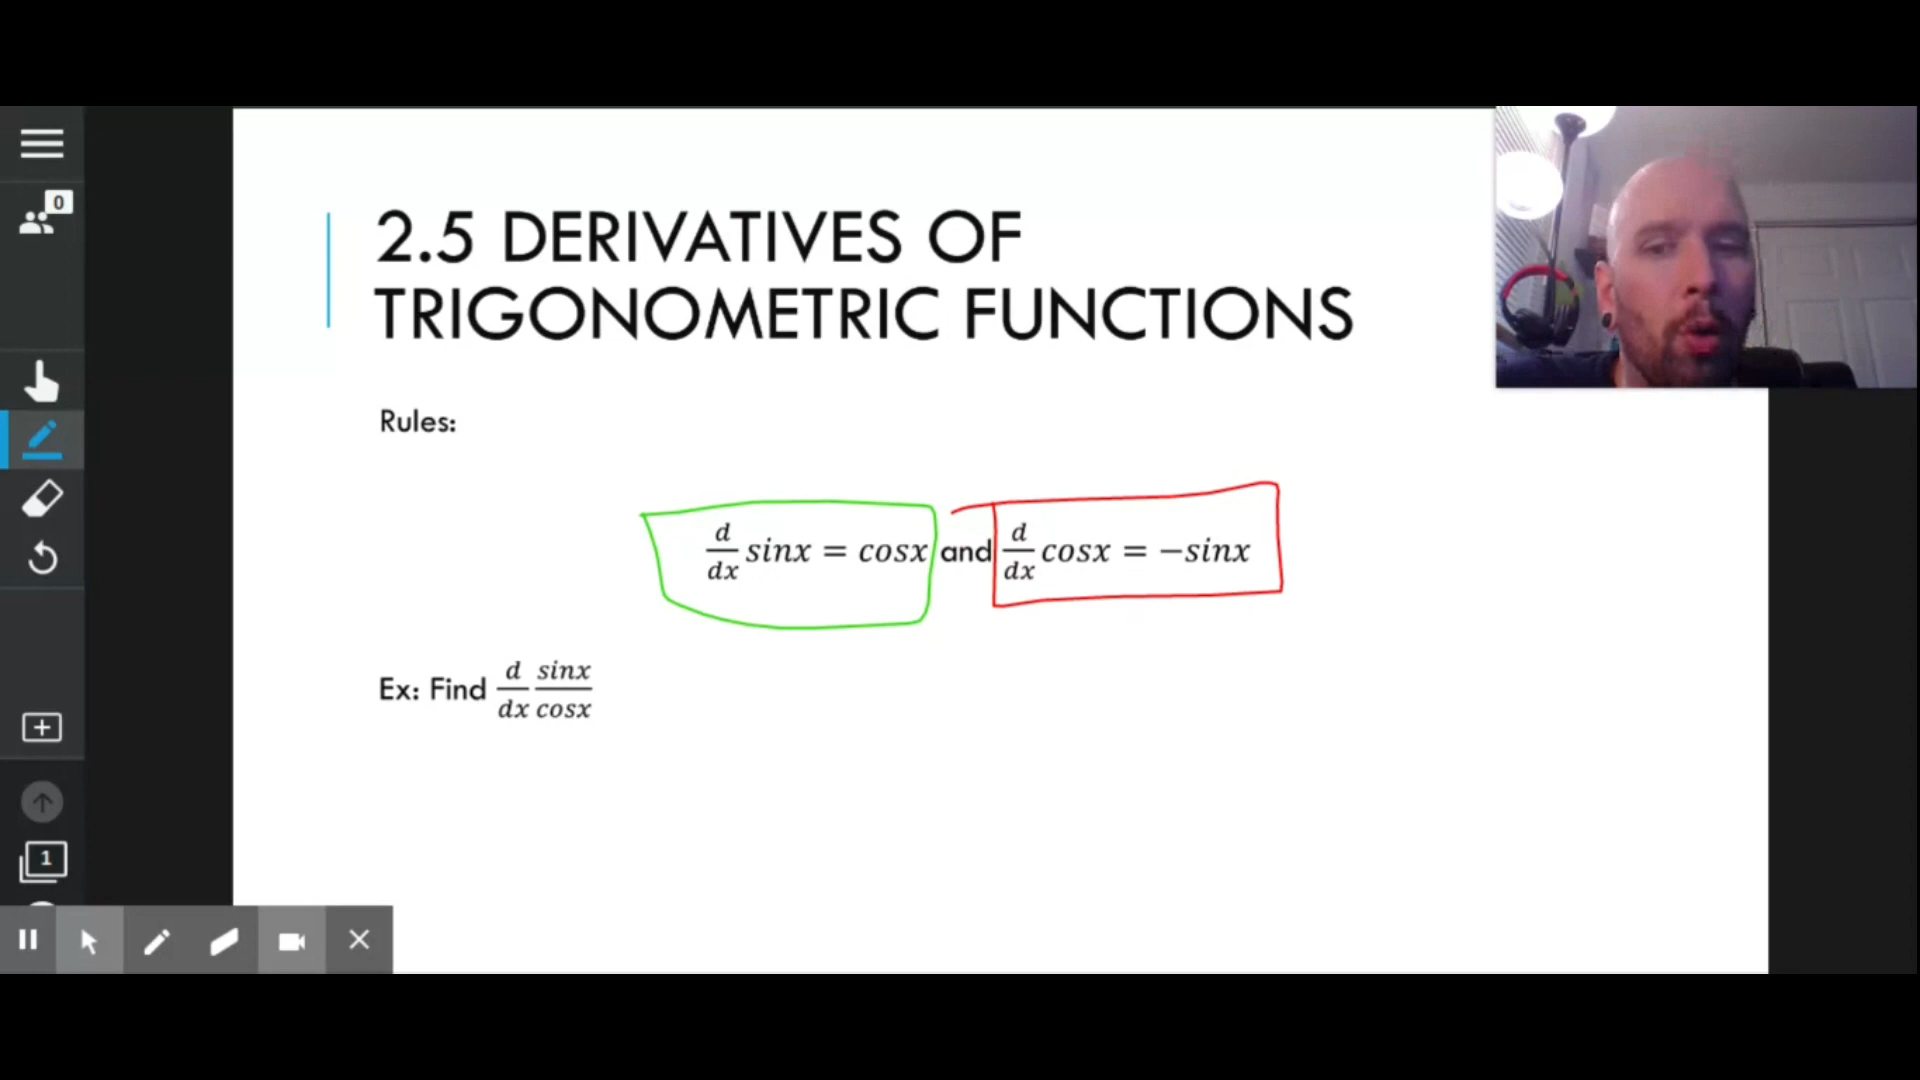 0
2.5 DERIVATIVES OF
TRIGONOMETRIC FUNCTIONS
Rules:
d/dx sinx = cosx and d/dx cosx = −sinx
Ex: Find d/dx sinx/cosx
1